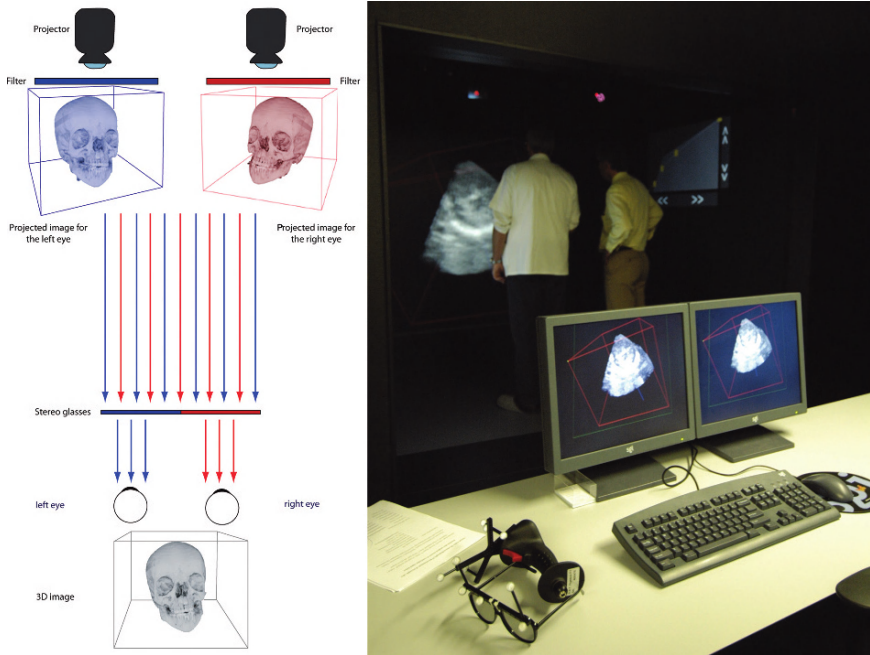 Projector
Projector
Filter
Filter
Projected image for
the left eye
Projected image for
the right eye
Stereo glasses
left eye
right eye
3D image